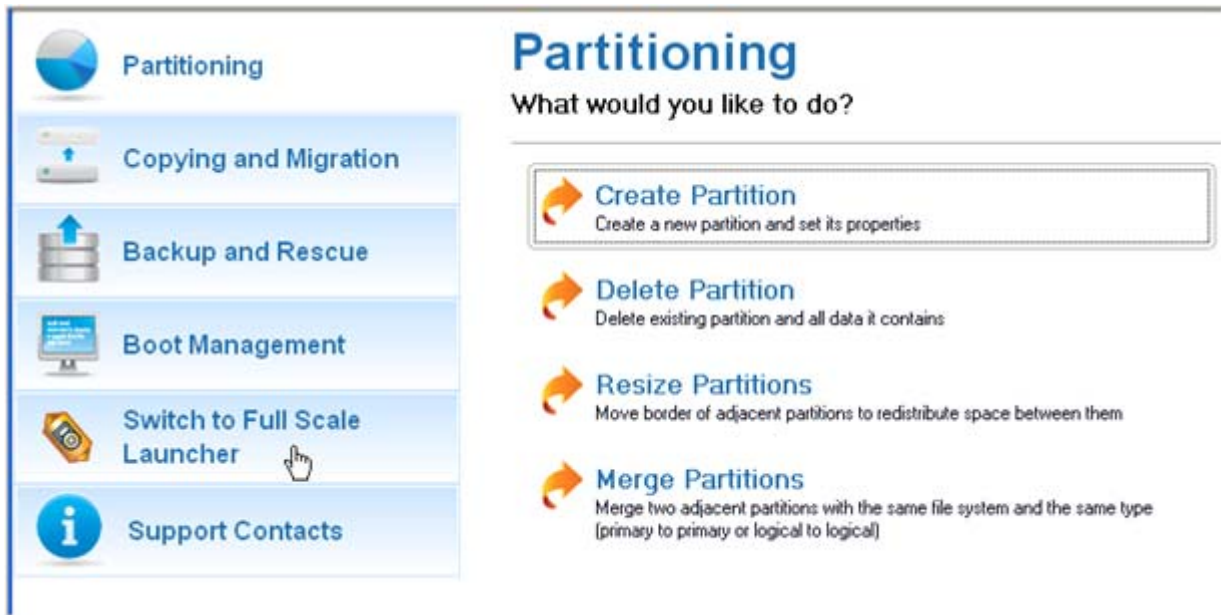 Partitioning
Copying and Migration
Backup and Rescue
Boot Management
Switch to Full Scale
Launcher
Support Contacts
Partitioning
What would you like to do?
Create Partition
Create a new partition and set its properties
Delete Partition
Delete existing partition and all data it contains
Resize Partitions
Move border of adjacent partitions to redistribute space between them
Merge Partitions
Merge two adjacent partitions with the same file system and the same type
(primary to primary or logical to logical)